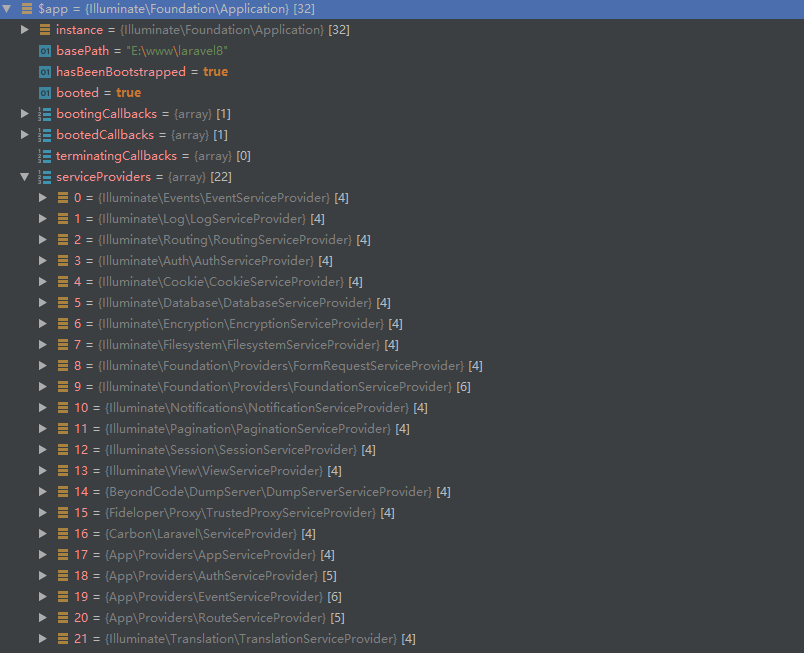 $app = {Illuminate\Foundation\Application} [32]
instance = {Illuminate\Foundation\Application} [32]
01 basePath = "E:\www\laravel8"
01 hasBeenBootstrapped = true
01 booted = true
bootingCallbacks = {array} [1]
bootedCallbacks = {array} [1]
terminatingCallbacks = {array} [0]
serviceProviders = {array} [22]
0 = {Illuminate\Events\EventServiceProvider} [4]
1 = {Illuminate\Log\LogServiceProvider} [4]
2 = {Illuminate\Routing\RoutingServiceProvider} [4]
3 = {Illuminate\Auth\AuthServiceProvider} [4]
4 = {Illuminate\Cookie\CookieServiceProvider} [4]
5 = {Illuminate\Database\DatabaseServiceProvider} [4]
6 = {Illuminate\Encryption\EncryptionServiceProvider} [4]
7 = {Illuminate\Filesystem\FilesystemServiceProvider} [4]
8 = {Illuminate\Foundation\Providers\FormRequestServiceProvider} [4]
9 = {Illuminate\Foundation\Providers\FoundationServiceProvider} [6]
10 = {Illuminate\Notifications\NotificationServiceProvider} [4]
11 = {Illuminate\Pagination\PaginationServiceProvider} [4]
12 = {Illuminate\Session\SessionServiceProvider} [4]
13 = {Illuminate\View\ViewServiceProvider} [4]
14 = {BeyondCode\DumpServer\DumpServerServiceProvider} [4]
15 = {Fideloper\Proxy\TrustedProxyServiceProvider} [4]
16 = {Carbon\Laravel\ServiceProvider} [4]
17 = {App\Providers\AppServiceProvider} [4]
18 = {App\Providers\AuthServiceProvider} [5]
19 = {App\Providers\EventServiceProvider} [6]
20 = {App\Providers\RouteServiceProvider} [5]
21 = {Illuminate\Translation\TranslationServiceProvider} [4]